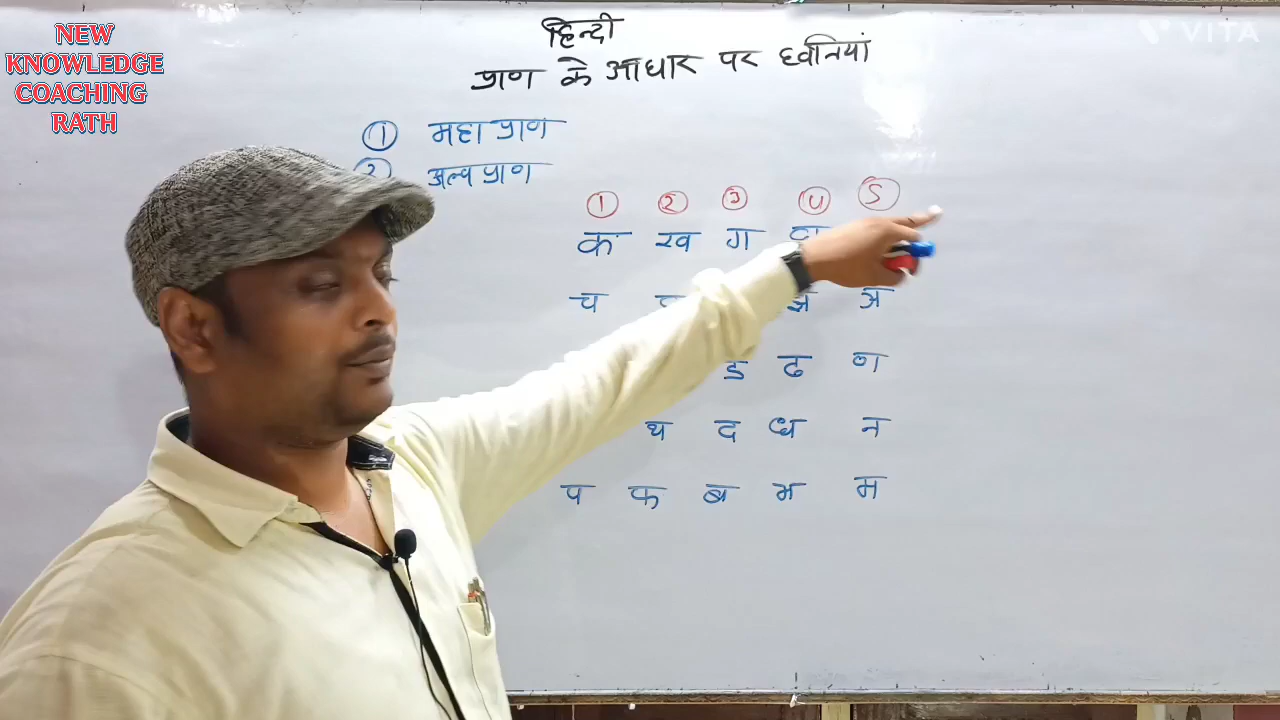 NEW
KNOWLEDGE
COACHING
RATH
VITA
हिन्दी
प्राण के आधार पर ध्वनियां
① महाप्राण
② अल्पप्राण
① ② ③ ④ ⑤
क ख ग घ
च झ ञ
ड ढ ण
थ द ध न
प फ ब भ म